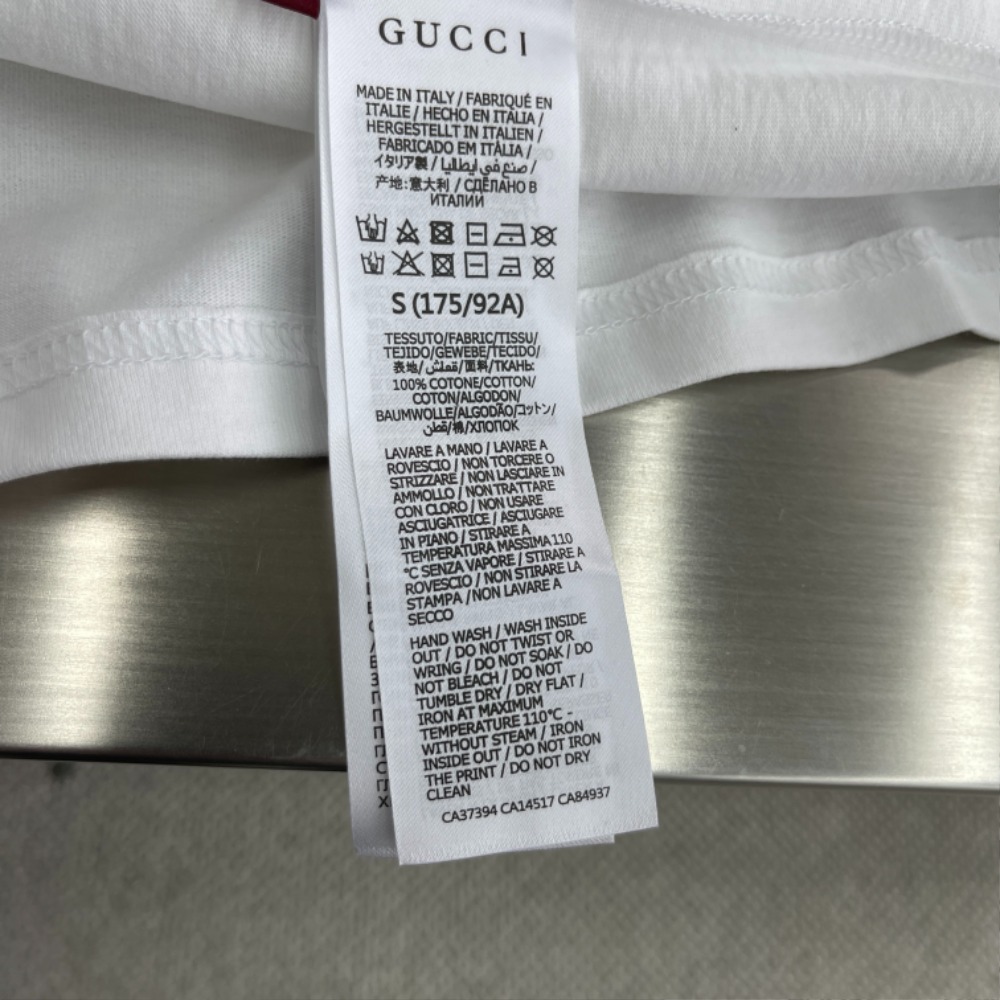 GUCCI
MADE IN ITALY / FABRIQUÉ EN
ITALIE / HECHO EN ITALIA /
HERGESTELLT IN ITALIEN /
FABRICADO EM ITÁLIA /
イタリア製 / صنع في ايطاليا /
产地:意大利 / СДЕЛАНО В
ИТАЛИИ
S (175/92A)
TESSUTO/FABRIC/TISSU/
TEJIDO/GEWEBE/TECIDO/
表地/قماش/面料/ТКАНЬ:
100% COTONE/COTTON/
COTON/ALGODON/
BAUMWOLLE/ALGODÃO/コットン/
قطن/棉/ХЛОПОК
LAVARE A MANO / LAVARE A
ROVESCIO / NON TORCERE O
STRIZZARE / NON LASCIARE IN
AMMOLLO / NON TRATTARE
CON CLORO / NON USARE
ASCIUGATRICE / ASCIUGARE
IN PIANO / STIRARE A
TEMPERATURA MASSIMA 110
°C SENZA VAPORE / STIRARE A
ROVESCIO / NON STIRARE LA
STAMPA / NON LAVARE A
SECCO
HAND WASH / WASH INSIDE
OUT / DO NOT TWIST OR
WRING / DO NOT SOAK / DO
NOT BLEACH / DO NOT
TUMBLE DRY / DRY FLAT /
IRON AT MAXIMUM
TEMPERATURE 110°C -
WITHOUT STEAM / IRON
INSIDE OUT / DO NOT IRON
THE PRINT / DO NOT DRY
CLEAN
CA37394 CA14517 CA84937